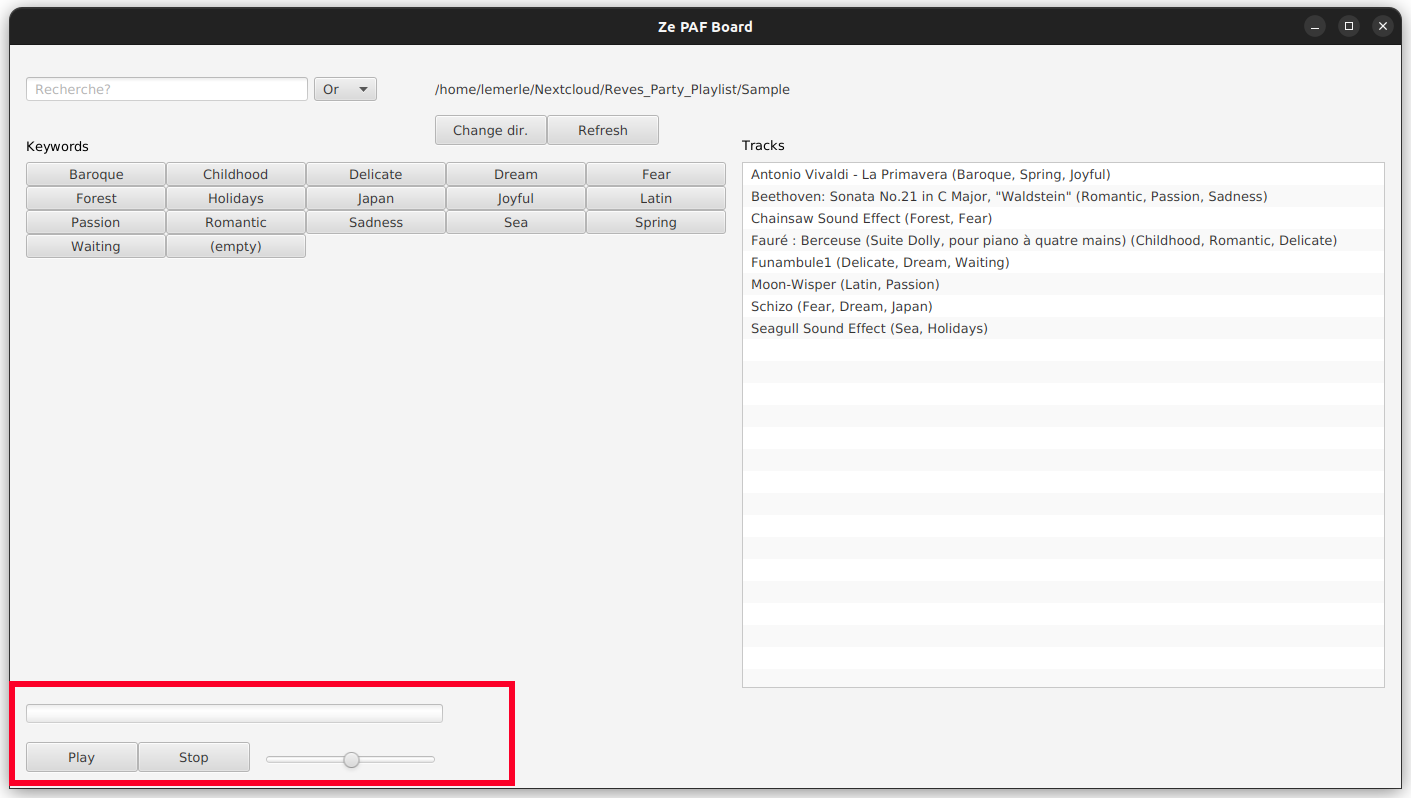 Ze PAF Board
Recherche? Or /home/lemerle/Nextcloud/Reves_Party_Playlist/Sample
Change dir. Refresh
Keywords
Baroque Childhood Delicate Dream Fear
Forest Holidays Japan Joyful Latin
Passion Romantic Sadness Sea Spring
Waiting (empty)
Tracks
Antonio Vivaldi - La Primavera (Baroque, Spring, Joyful)
Beethoven: Sonata No.21 in C Major, "Waldstein" (Romantic, Passion, Sadness)
Chainsaw Sound Effect (Forest, Fear)
Fauré : Berceuse (Suite Dolly, pour piano à quatre mains) (Childhood, Romantic, Delicate)
Funambule1 (Delicate, Dream, Waiting)
Moon-Wisper (Latin, Passion)
Schizo (Fear, Dream, Japan)
Seagull Sound Effect (Sea, Holidays)
Play Stop